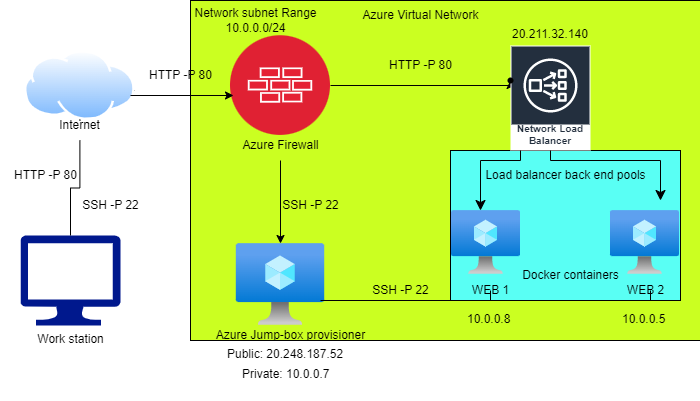 Network subnet Range
10.0.0.0/24
Azure Virtual Network
20.211.32.140
HTTP -P 80
HTTP -P 80
Network Load
Balancer
Internet
Azure Firewall
HTTP -P 80
Load balancer back end pools
SSH -P 22
SSH -P 22
Docker containers
SSH -P 22
WEB 1
WEB 2
10.0.0.8
10.0.0.5
Work station
Azure Jump-box provisioner
Public: 20.248.187.52
Private: 10.0.0.7